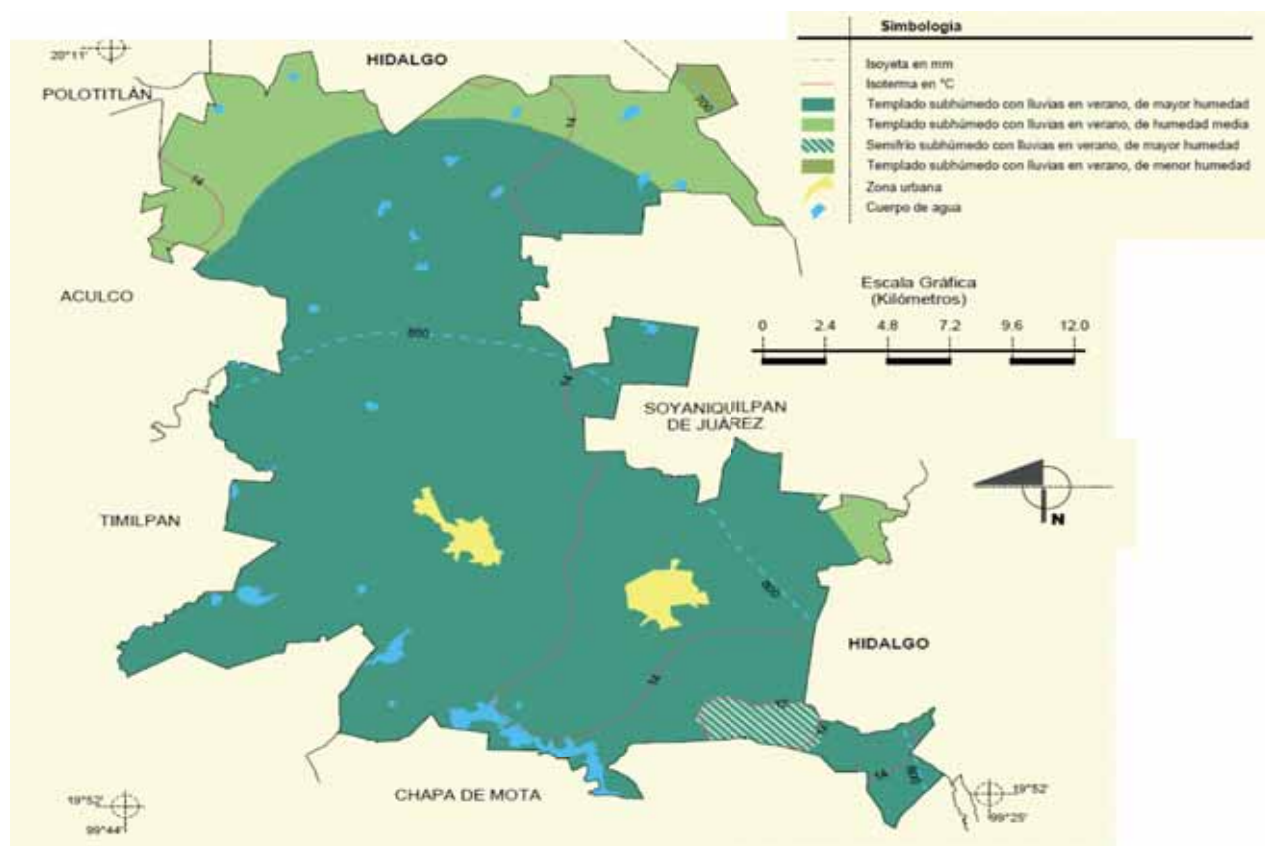 Simbología
Isoyeta en mm
Isoterma en °C
Templado subhúmedo con lluvias en verano, de mayor humedad
Templado subhúmedo con lluvias en verano, de humedad media
Semifrío subhúmedo con lluvias en verano, de mayor humedad
Templado subhúmedo con lluvias en verano, de menor humedad
Zona urbana
Cuerpo de agua
20°11'
HIDALGO
POLOTITLÁN
700
14
ACULCO
Escala Gráfica
(Kilómetros)
0 2.4 4.8 7.2 9.6 12.0
800
14
SOYANIQUILPAN
DE JUÁREZ
TIMILPAN
N
800
HIDALGO
14
12
14
14
800
CHAPA DE MOTA
19°52'
99°44'
19°52'
99°25'